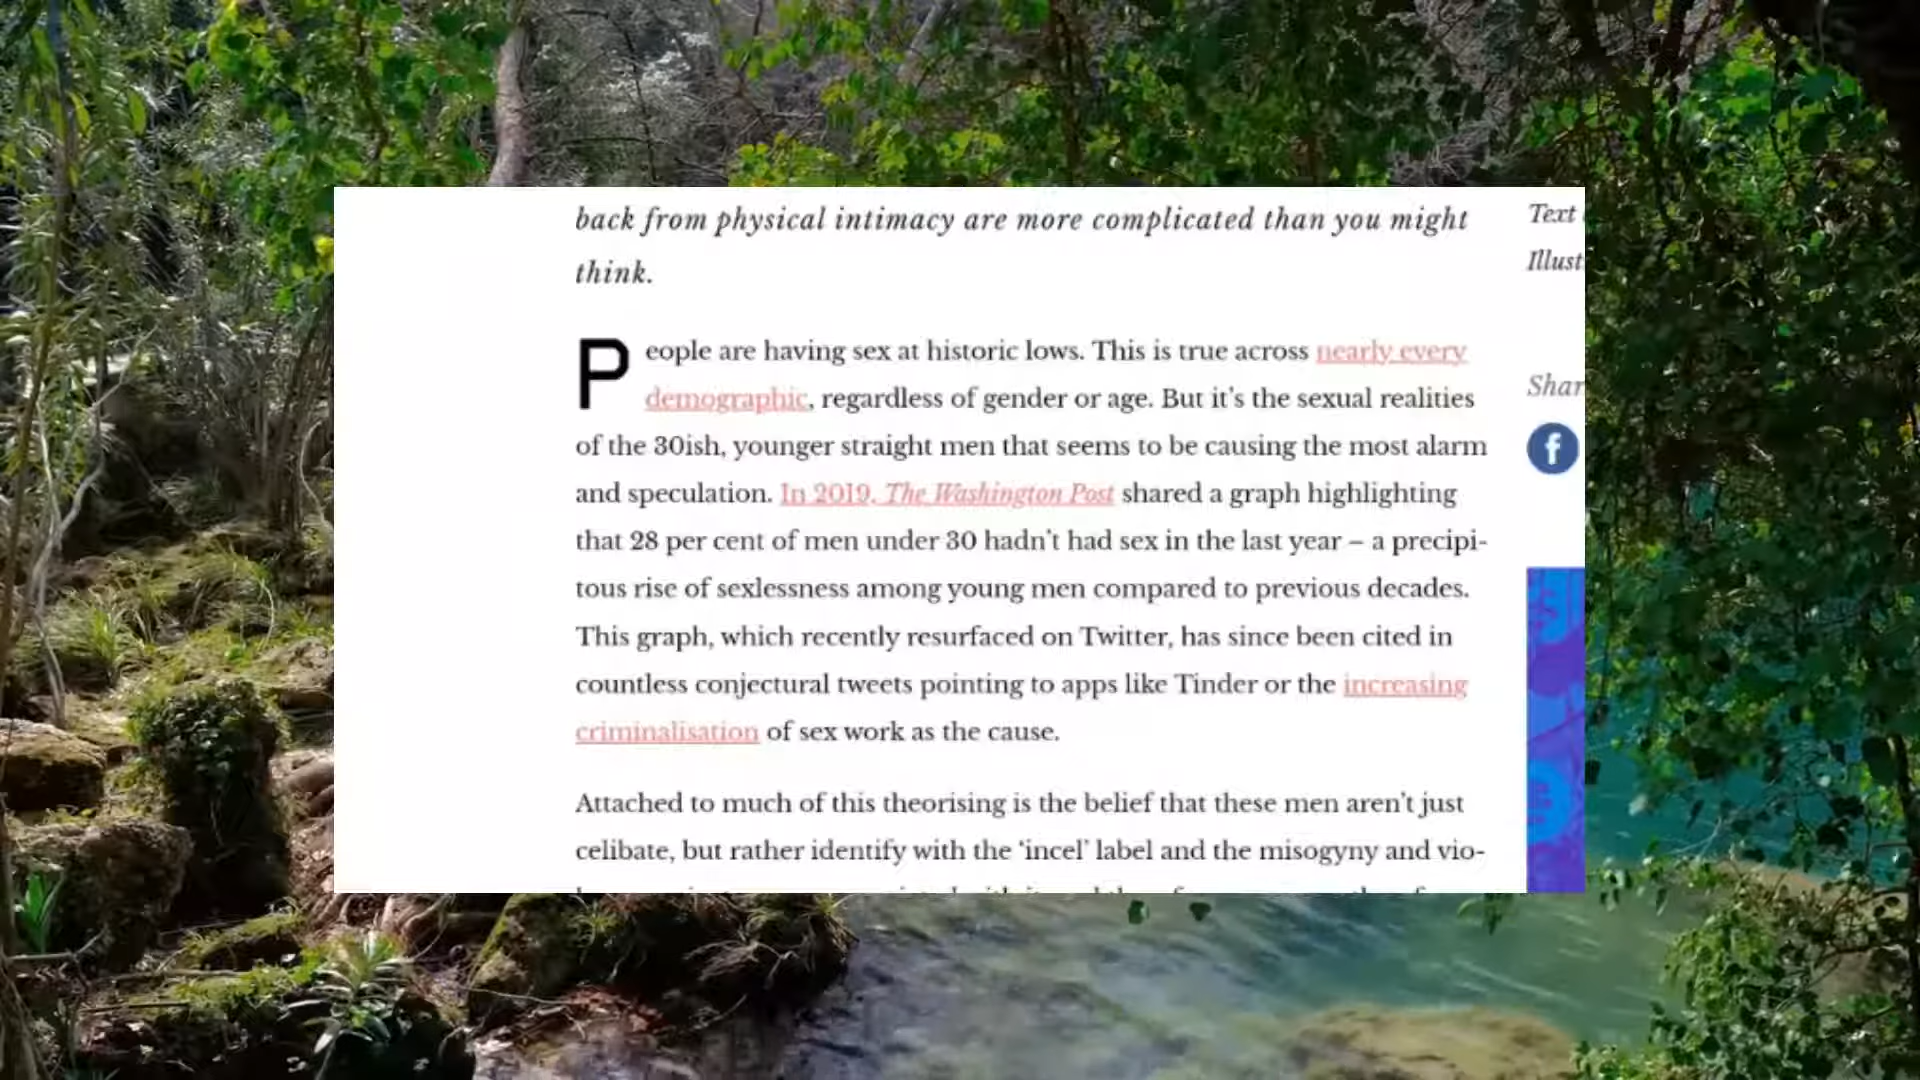 back from physical intimacy are more complicated than you might
think.
People are having sex at historic lows. This is true across nearly every
demographic, regardless of gender or age. But it's the sexual realities
of the 30ish, younger straight men that seems to be causing the most alarm
and speculation. In 2019, The Washington Post shared a graph highlighting
that 28 per cent of men under 30 hadn't had sex in the last year – a precipi-
tous rise of sexlessness among young men compared to previous decades.
This graph, which recently resurfaced on Twitter, has since been cited in
countless conjectural tweets pointing to apps like Tinder or the increasing
criminalisation of sex work as the cause.
Attached to much of this theorising is the belief that these men aren't just
celibate, but rather identify with the 'incel' label and the misogyny and vio-
Text
Illust
Shar
f